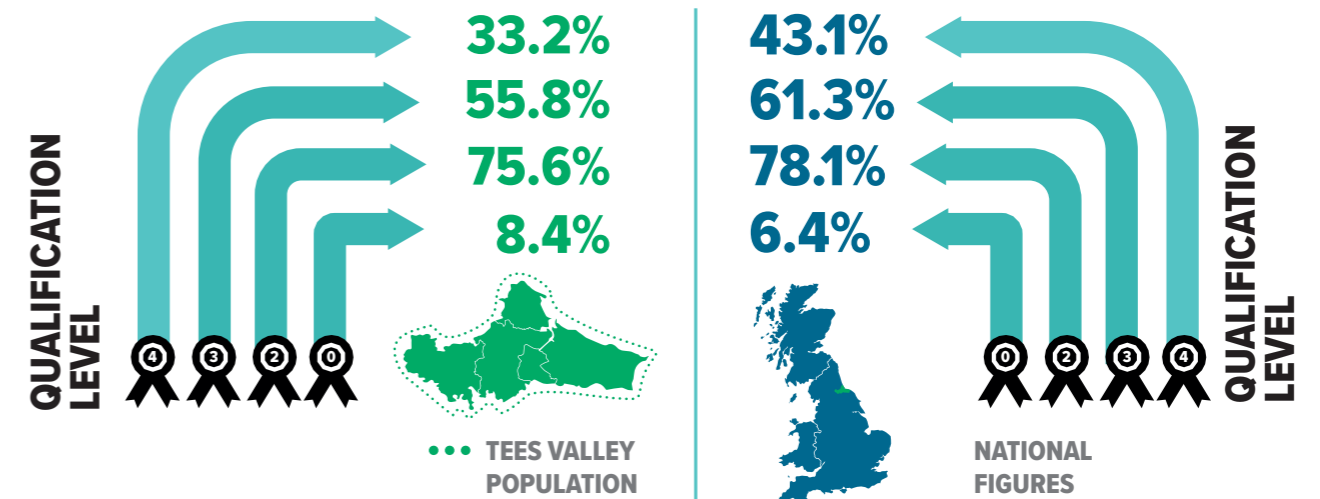 QUALIFICATION
LEVEL
33.2%
55.8%
75.6%
8.4%
4
3
2
0
TEES VALLEY
POPULATION
43.1%
61.3%
78.1%
6.4%
0
2
3
4
QUALIFICATION
LEVEL
NATIONAL
FIGURES